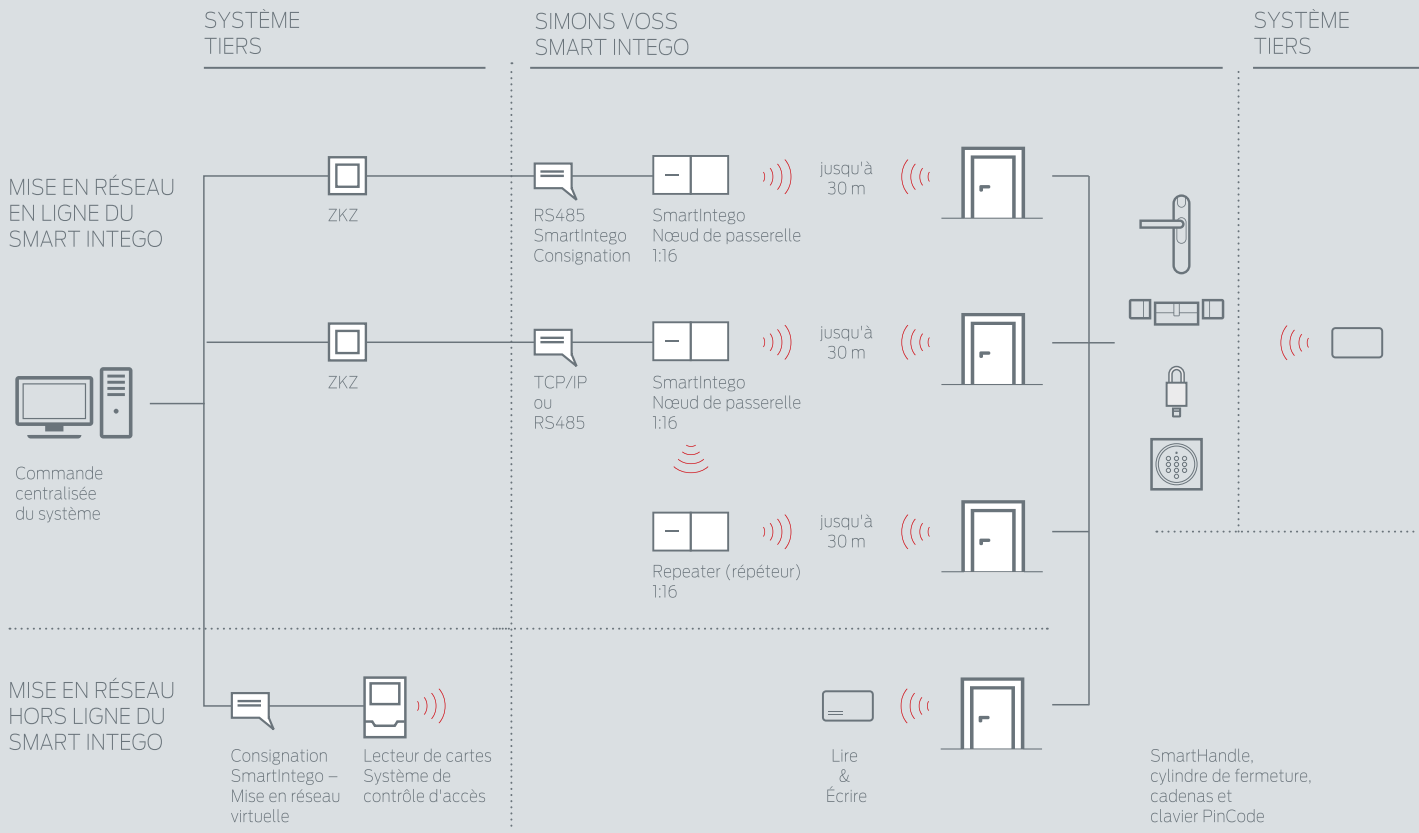 SYSTÈME
TIERS
SIMONS VOSS
SMART INTEGO
SYSTÈME
TIERS
MISE EN RÉSEAU
EN LIGNE DU
SMART INTEGO
ZKZ
RS485
SmartIntego
Consignation
SmartIntego
Nœud de passerelle
1:16
jusqu'à
30 m
ZKZ
TCP/IP
ou
RS485
SmartIntego
Nœud de passerelle
1:16
jusqu'à
30 m
Commande
centralisée
du système
Repeater (répéteur)
1:16
jusqu'à
30 m
MISE EN RÉSEAU
HORS LIGNE DU
SMART INTEGO
Consignation
SmartIntego –
Mise en réseau
virtuelle
Lecteur de cartes
Système de
contrôle d'accès
Lire
&
Écrire
SmartHandle,
cylindre de fermeture,
cadenas et
clavier PinCode